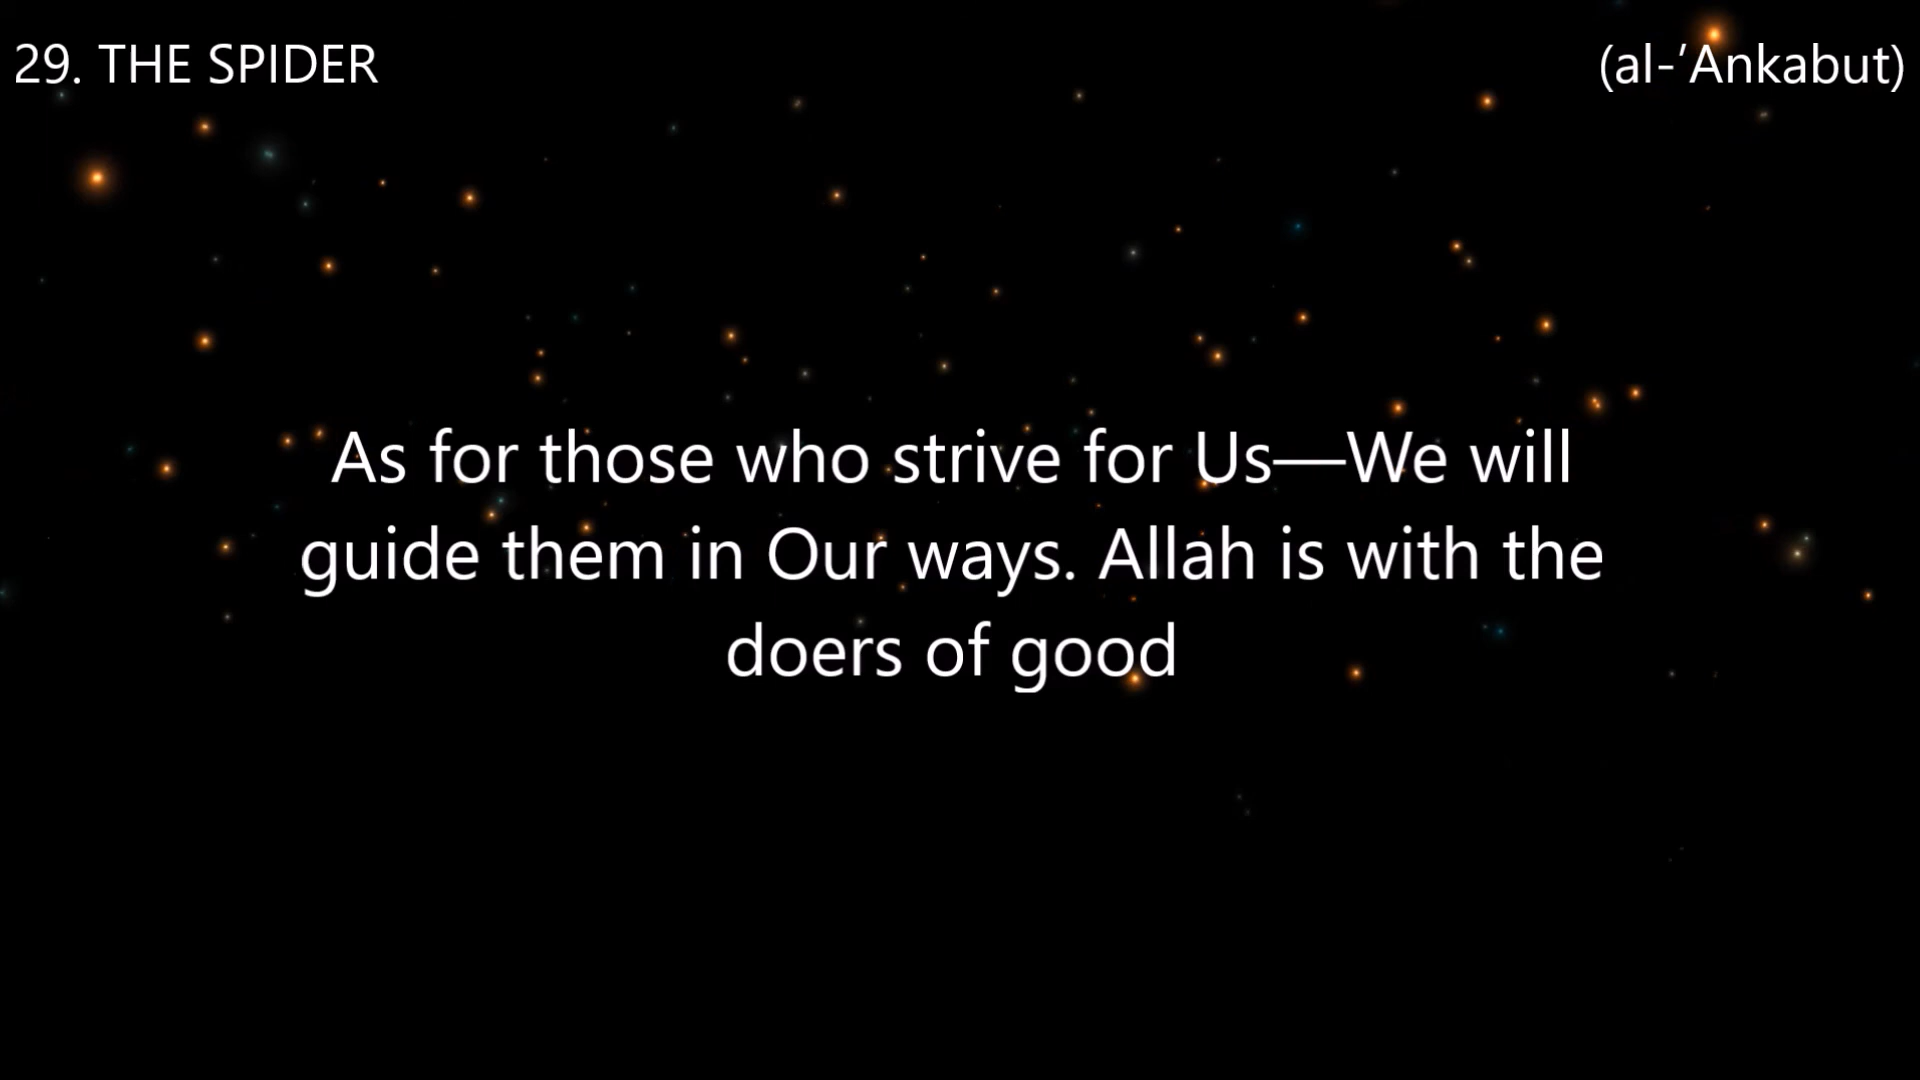 29. THE SPIDER
(al-’Ankabut)
As for those who strive for Us—We will
guide them in Our ways. Allah is with the
doers of good